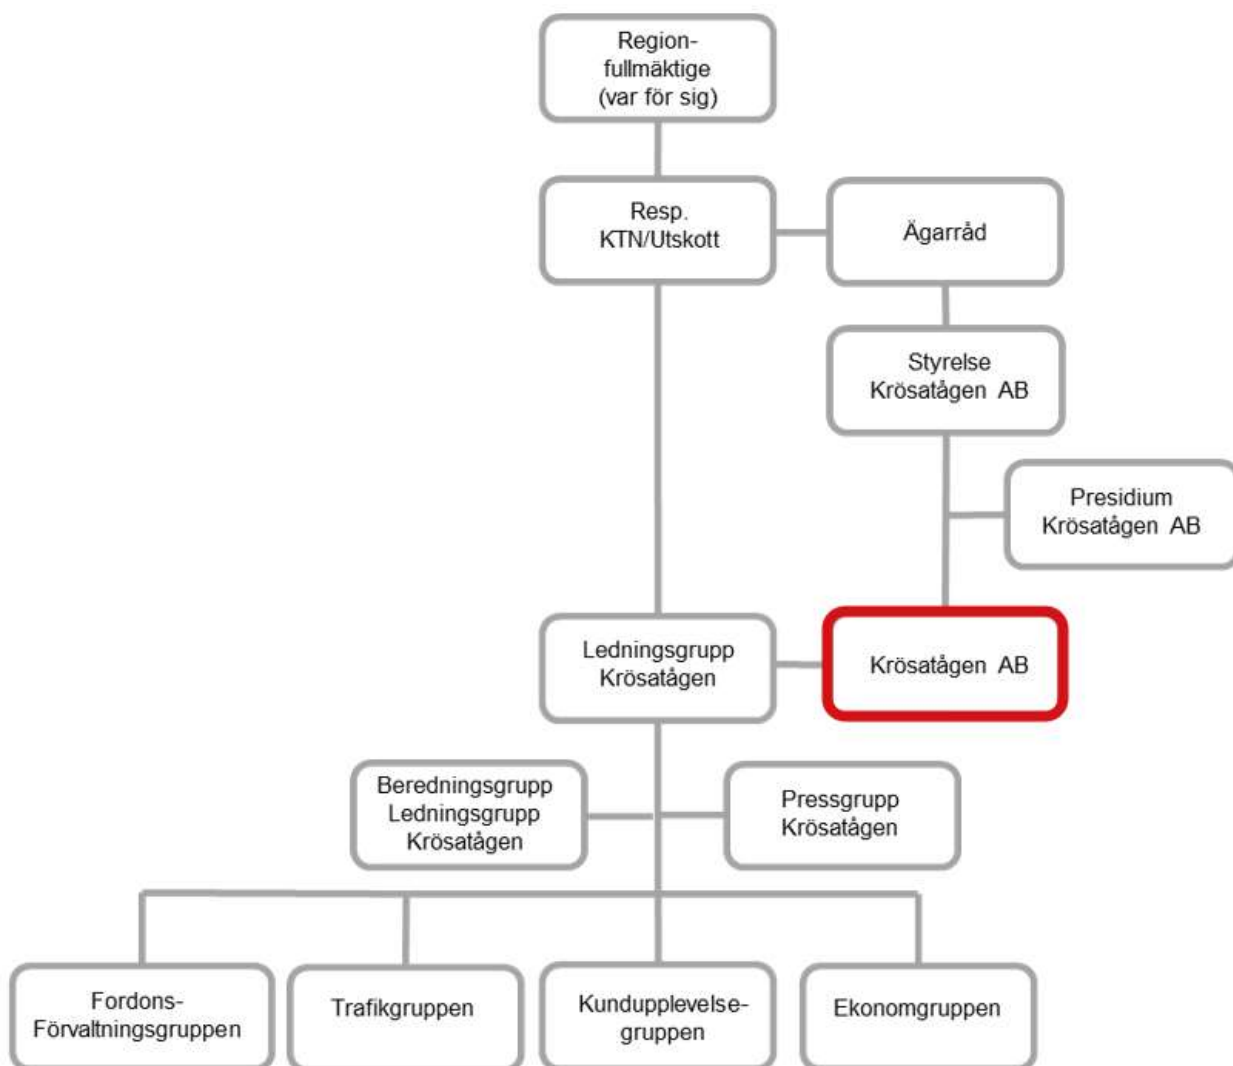 Region-
fullmäktige
(var för sig)
Resp.
KTN/Utskott
Ägarråd
Styrelse
Krösatågen AB
Presidium
Krösatågen AB
Ledningsgrupp
Krösatågen
Krösatågen AB
Beredningsgrupp
Ledningsgrupp
Krösatågen
Pressgrupp
Krösatågen
Fordons-
Förvaltningsgruppen
Trafikgruppen
Kundupplevelse-
gruppen
Ekonomgruppen